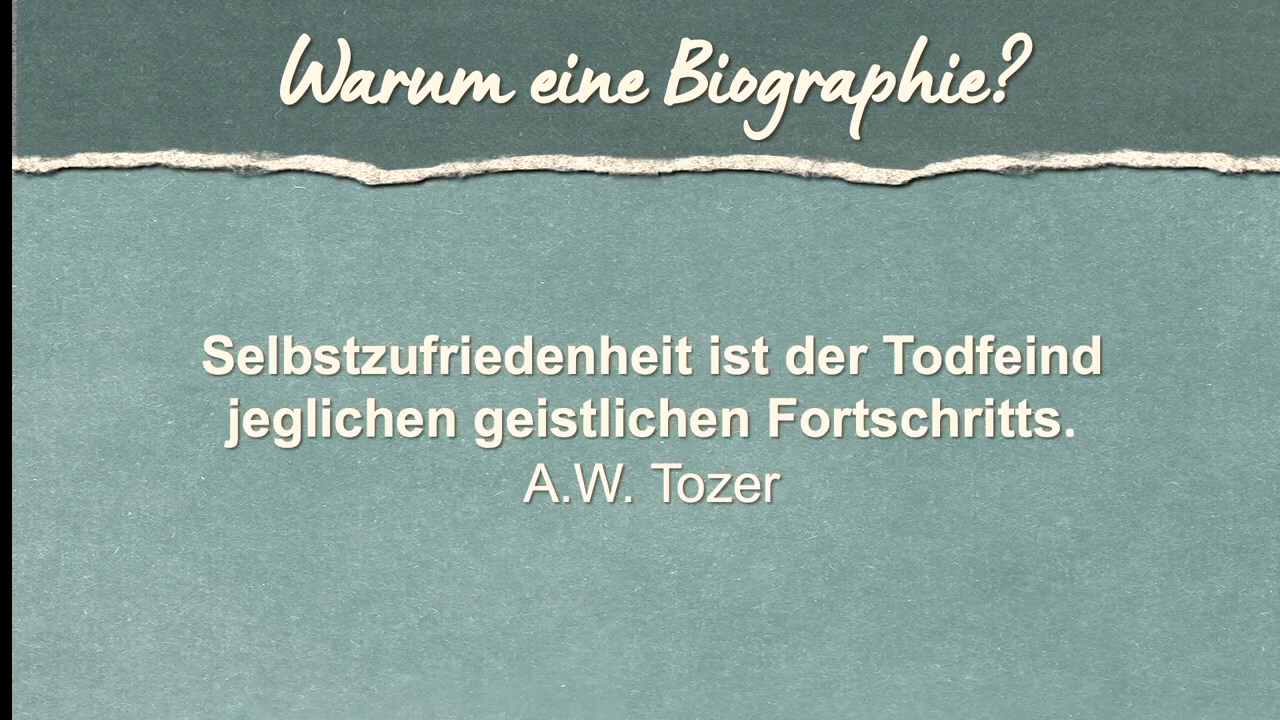 Warum eine Biographie?
Selbstzufriedenheit ist der Todfeind
jeglichen geistlichen Fortschritts.
A.W. Tozer